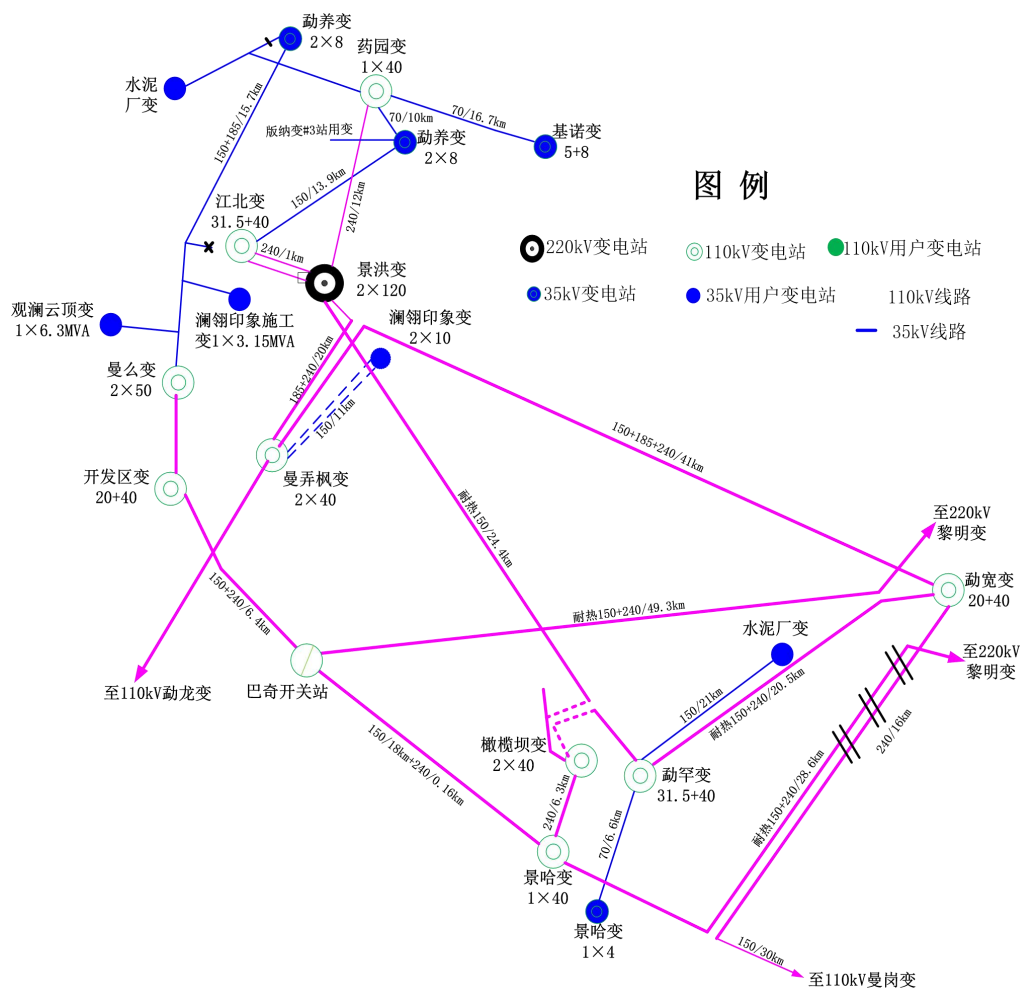 勐养变
2×8
药园变
1×40
水泥
厂变
150+185/15.7km
70/10km
70/16.7km
版纳变#3站用变
勐养变
2×8
基诺变
5+8
图 例
150/13.9km
240/12km
江北变
31.5+40
240/1km
景洪变
2×120
220kV变电站
110kV变电站
110kV用户变电站
35kV变电站
35kV用户变电站
110kV线路
35kV线路
观澜云顶变
1×6.3MVA
澜翎印象施工
变1×3.15MVA
澜翎印象变
2×10
185+240/20km
150/11km
曼么变
2×50
开发区变
20+40
曼弄枫变
2×40
150+185+240/41km
耐热150/24.4km
至220kV
黎明变
勐宽变
20+40
150+240/6.4km
耐热150+240/49.3km
水泥厂变
至220kV
黎明变
至110kV勐龙变
巴奇开关站
150/21km
耐热150+240/20.5km
240/16km
150/18km+240/0.16km
橄榄坝变
2×40
勐罕变
31.5+40
耐热150+240/28.6km
240/6.3km
70/6.6km
景哈变
1×40
景哈变
1×4
150/30km
至110kV曼岗变